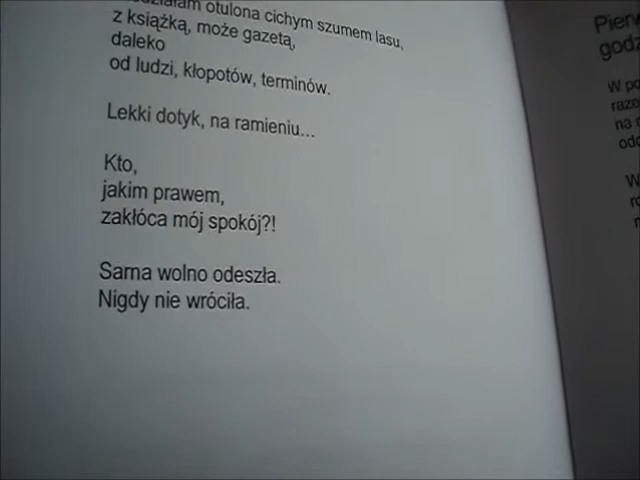 otulona cichym szumem lasu,
z książką, może gazetą,
daleko
od ludzi, kłopotów, terminów.
Lekki dotyk, na ramieniu...
Kto,
jakim prawem,
zakłóca mój spokój?!
Sarna wolno odeszła.
Nigdy nie wróciła.
W